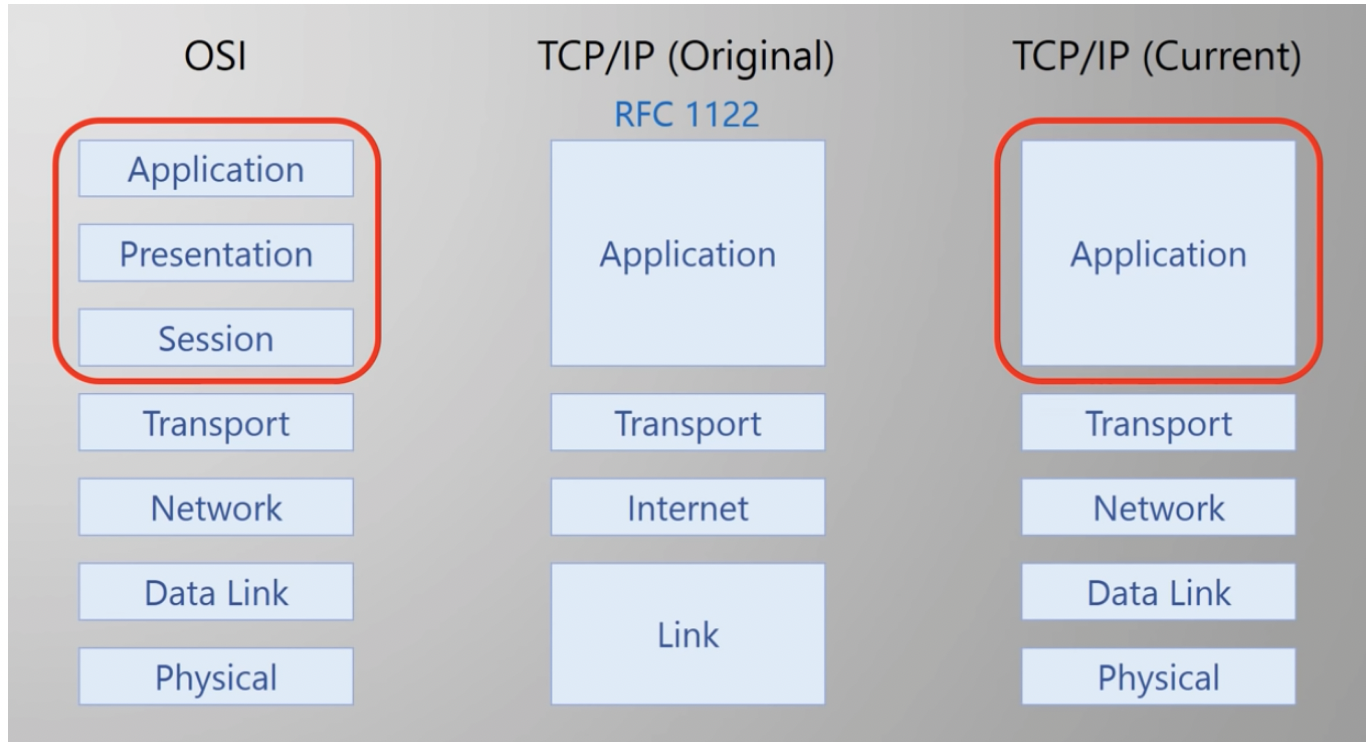 OSI
TCP/IP (Original)
TCP/IP (Current)
RFC 1122
Application
Presentation
Session
Transport
Network
Data Link
Physical
Application
Transport
Internet
Link
Application
Transport
Network
Data Link
Physical